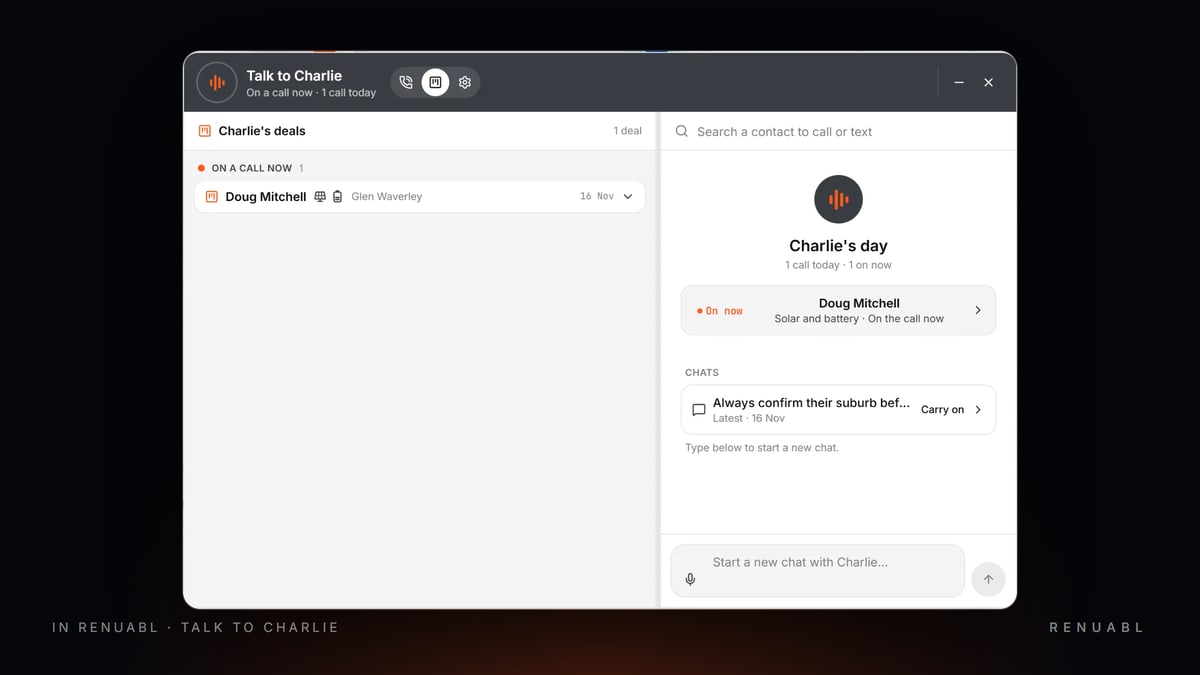 Talk to Charlie
On a call now · 1 call today
Charlie's deals
1 deal
ON A CALL NOW 1
Doug Mitchell Glen Waverley 16 Nov
Search a contact to call or text
Charlie's day
1 call today · 1 on now
On now
Doug Mitchell
Solar and battery · On the call now
CHATS
Always confirm their suburb bef...
Latest · 16 Nov
Carry on
Type below to start a new chat.
Start a new chat with Charlie...
IN RENUABL · TALK TO CHARLIE
RENUABL